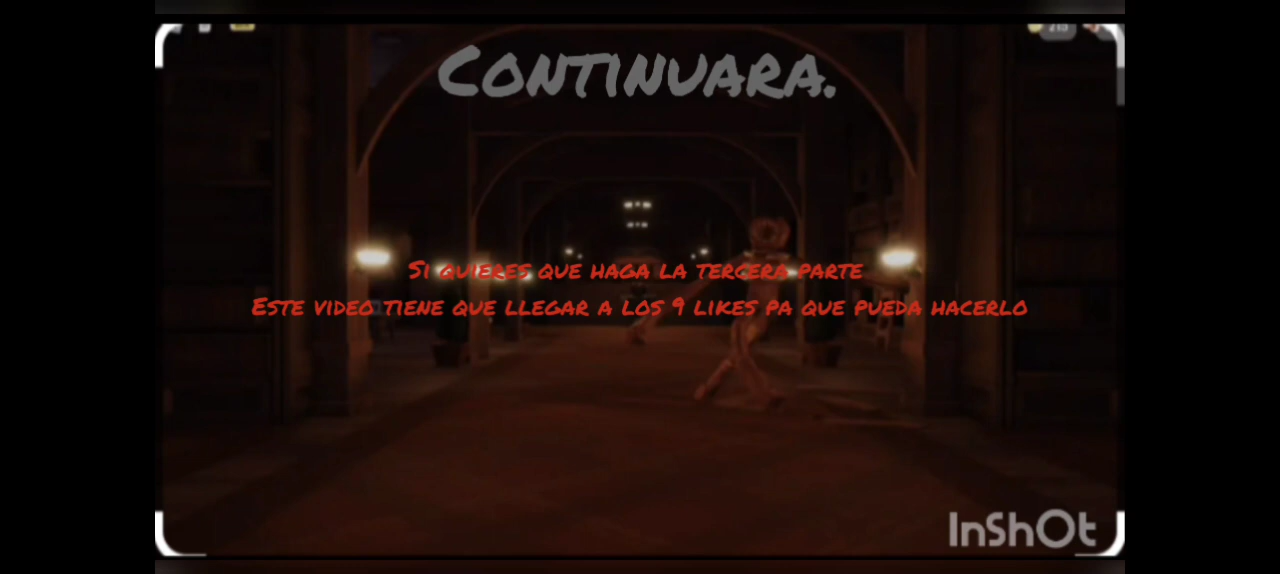 Continuara.
Si quieres que haga la tercera parte
Este video tiene que llegar a los 9 likes pa que pueda hacerlo
InShOt